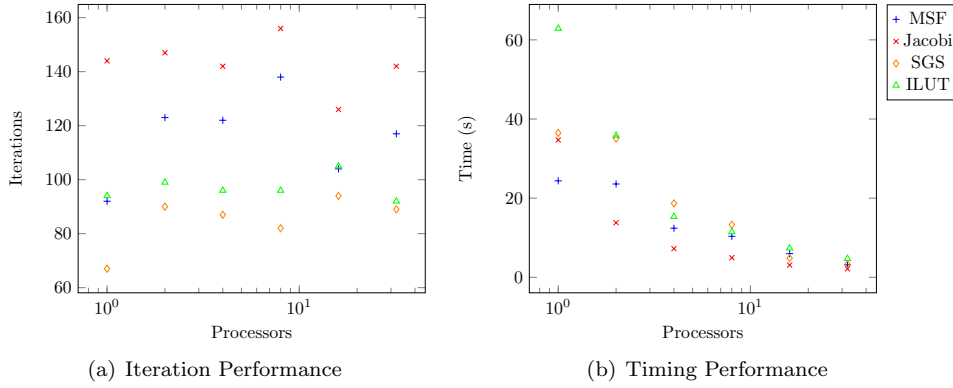 160
140
120
100
80
60
Iterations
10^0
10^1
Processors
(a) Iteration Performance
60
40
20
0
Time (s)
10^0
10^1
Processors
(b) Timing Performance
MSF
Jacobi
SGS
ILUT